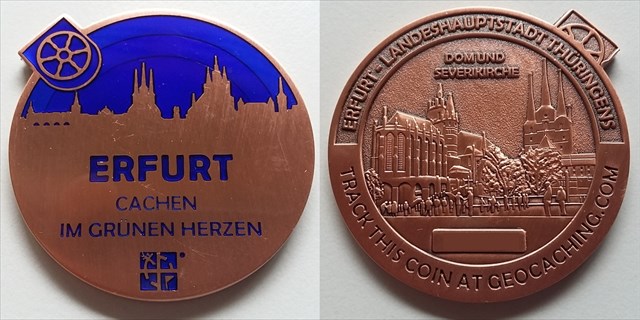 ERFURT
CACHEN
IM GRÜNEN HERZEN
ERFURT - LANDESHAUPTSTADT THÜRINGENS
DOM UND
SEVERIKIRCHE
TRACK THIS COIN AT GEOCACHING.COM